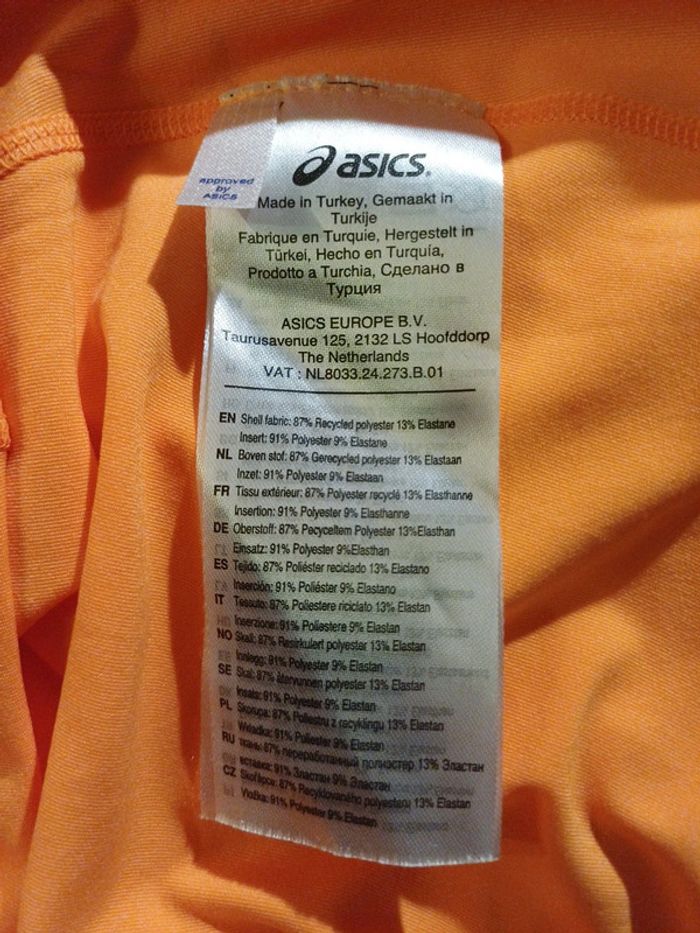 approved
by
ASICS
asics
Made in Turkey, Gemaakt in
Turkije
Fabrique en Turquie, Hergestelt in
Türkei, Hecho en Turquía,
Prodotto a Turchia, Сделано в
Турция
ASICS EUROPE B.V.
Taurusavenue 125, 2132 LS Hoofddorp
The Netherlands
VAT : NL8033.24.273.B.01
EN Shell fabric: 87% Recycled polyester 13% Elastane
Insert: 91% Polyester 9% Elastane
NL Boven stof: 87% Gerecycled polyester 13% Elastaan
Inzet: 91% Polyester 9% Elastaan
FR Tissu extérieur: 87% Polyester recyclé 13% Elasthanne
Insertion: 91% Polyester 9% Elasthanne
DE Oberstoff: 87% Pecyceltem Polyester 13%Elasthan
Einsatz: 91% Polyester 9%Elasthan
ES Tejido: 87% Poliéster reciclado 13% Elastano
Inserción: 91% Poliéster 9% Elastano
IT Tessuto: 87% Poliestere riciclato 13% Elastan
Inserzione: 91% Poliestere 9% Elastan
NO Skall: 87% Resirkulert polyester 13% Elastan
Innlegg: 91% Polyester 9% Elastan
SE Skal: 87% återvunnen polyester 13% Elastan
Insats: 91% Polyester 9% Elastan
PL Skorupa: 87% Poliestru z recyklingu 13% Elastan
Wkładka: 91% Poliester 9% Elastan
RU ткань: 87% переработанный полиэстер 13% Эластан
вставка: 91% Эластан 9% Эластан
CZ Skořápce: 87% Recyklovaného polyesteru 13% Elastan
Vložka: 91% Polyester 9% Elastan